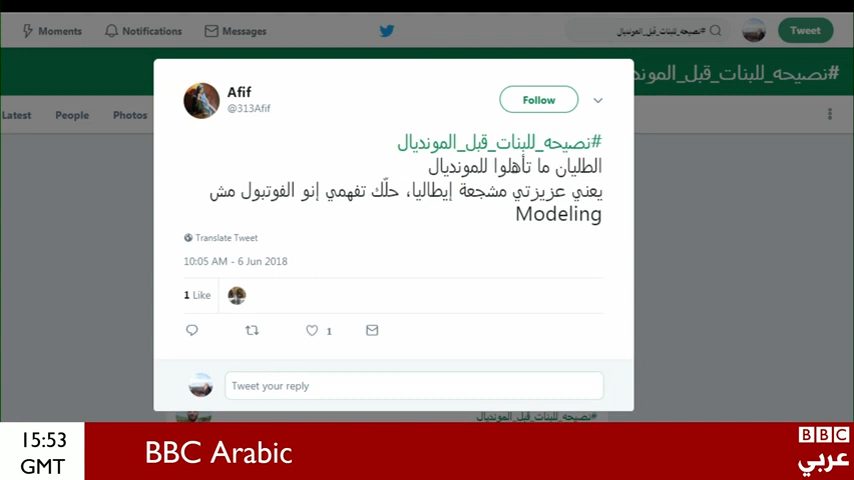 Moments
Notifications
Messages
#نصيحه_للبنات_قبل_المونديال
Tweet
#نصيحه_للبنات_قبل_المونديا
Latest
People
Photos
Afif
@313Afif
Follow
#نصيحه_للبنات_قبل_المونديال
الطليان ما تأهلوا للمونديال
يعني عزيزتي مشجعة إيطاليا، حلّك تفهمي إنو الفوتبول مش
Modeling
Translate Tweet
10:05 AM - 6 Jun 2018
1 Like
1
Tweet your reply
#نصيحه_للبنات_قبل_المونديال
15:53
GMT
BBC Arabic
BBC
عربي